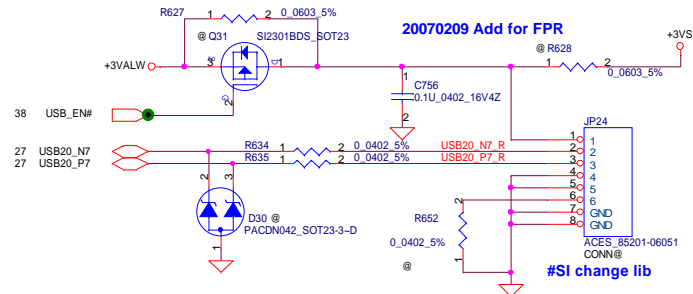 R627
1
2
0_0603_5%
20070209 Add for FPR
+3VS
@ Q31
SI2301BDS_SOT23
@ R628
+3VALW
3
1
1
2
0_0603_5%
2
1
C756
0.1U_0402_16V4Z
2
38 USB_EN#
JP24
27 USB20_N7
R634 1 2 0_0402_5% USB20_N7_R
27 USB20_P7
R635 1 2 0_0402_5% USB20_P7_R
1 1
2 2
3 3
4 4
5 5
6 6
7 GND
8 GND
2
3
D30 @
PACDN042_SOT23-3~D
1
R652
2
0_0402_5%
1
@
ACES_85201-06051
CONN@
#SI change lib